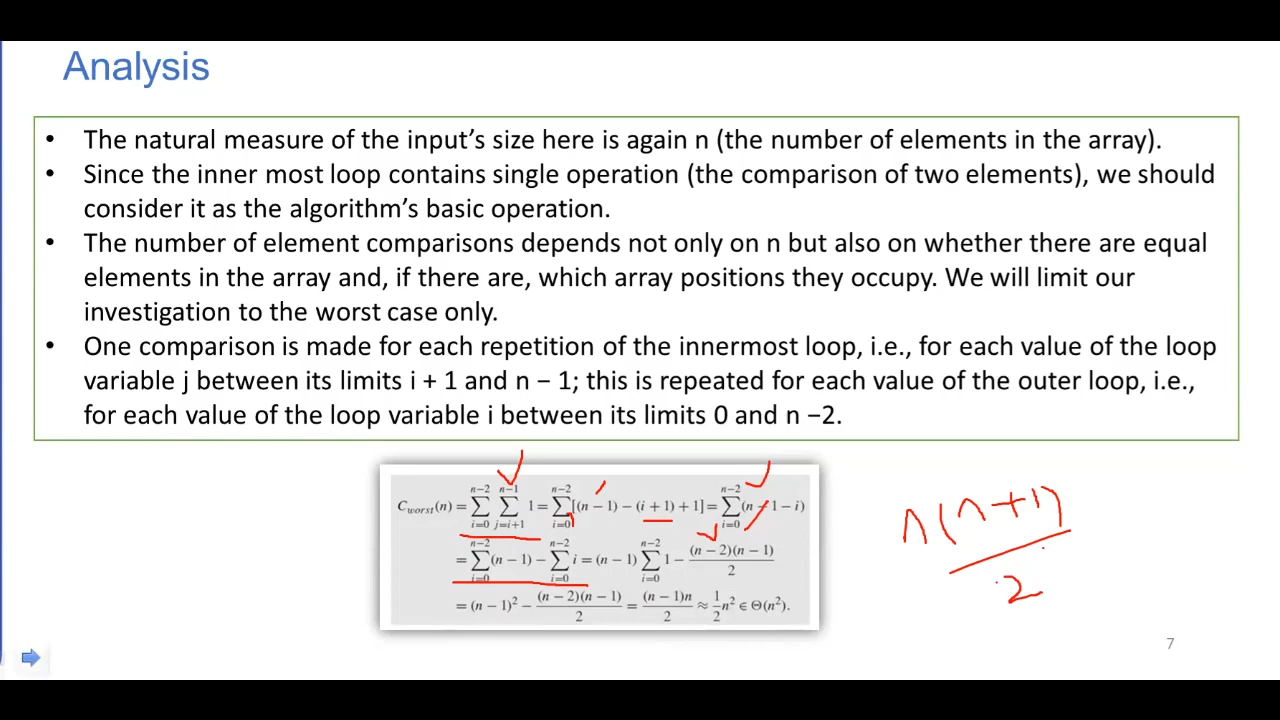 Analysis
• The natural measure of the input's size here is again n (the number of elements in the array).
• Since the inner most loop contains single operation (the comparison of two elements), we should
consider it as the algorithm's basic operation.
• The number of element comparisons depends not only on n but also on whether there are equal
elements in the array and, if there are, which array positions they occupy. We will limit our
investigation to the worst case only.
• One comparison is made for each repetition of the innermost loop, i.e., for each value of the loop
variable j between its limits i + 1 and n − 1; this is repeated for each value of the outer loop, i.e.,
for each value of the loop variable i between its limits 0 and n −2.
C_worst(n) = ∑_{i=0}^{n−2} ∑_{j=i+1}^{n−1} 1 = ∑_{i=0}^{n−2} [(n − 1) − (i + 1) + 1] = ∑_{i=0}^{n−2} (n − 1 − i)
= ∑_{i=0}^{n−2} (n − 1) − ∑_{i=0}^{n−2} i = (n − 1) ∑_{i=0}^{n−2} 1 − (n − 2)(n − 1)/2
= (n − 1)² − (n − 2)(n − 1)/2 = (n − 1)n/2 ≈ 1/2 n² ∈ Θ(n²).
n(n+1)
2
7